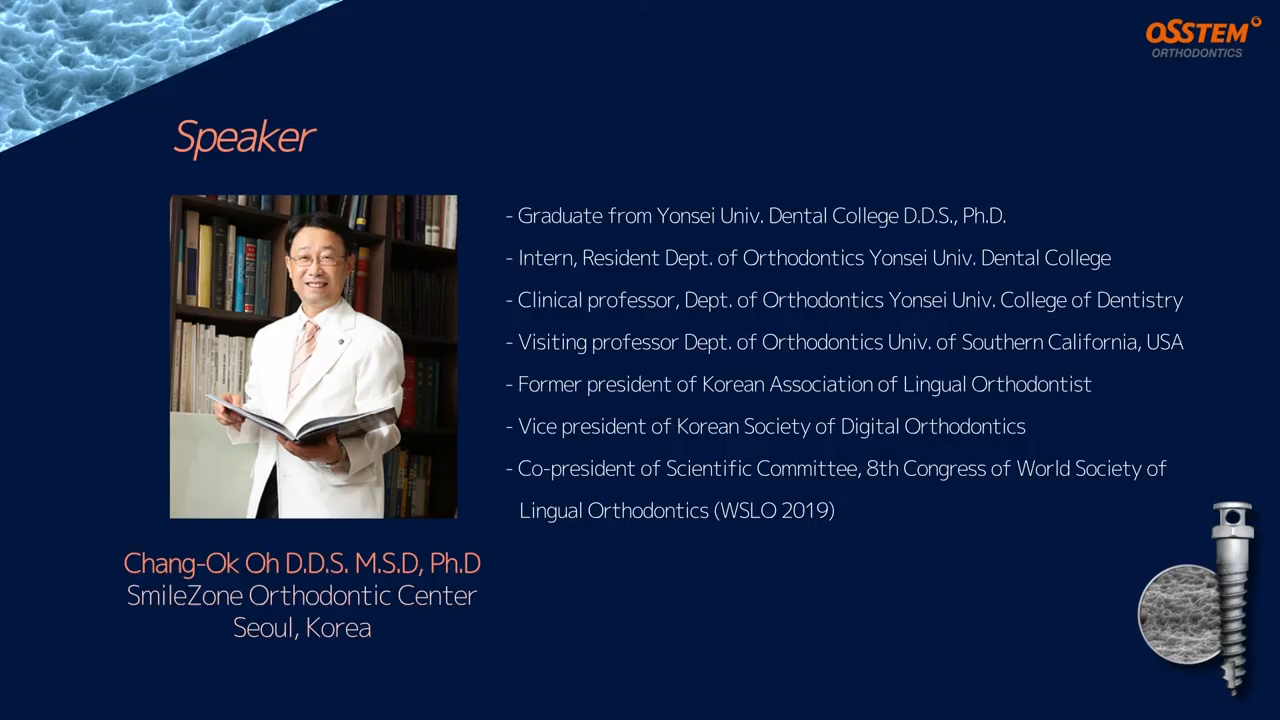 OSSTEM
ORTHODONTICS
Speaker
- Graduate from Yonsei Univ. Dental College D.D.S., Ph.D.
- Intern, Resident Dept. of Orthodontics Yonsei Univ. Dental College
- Clinical professor, Dept. of Orthodontics Yonsei Univ. College of Dentistry
- Visiting professor Dept. of Orthodontics Univ. of Southern California, USA
- Former president of Korean Association of Lingual Orthodontist
- Vice president of Korean Society of Digital Orthodontics
- Co-president of Scientific Committee, 8th Congress of World Society of
Lingual Orthodontics (WSLO 2019)
Chang-Ok Oh D.D.S. M.S.D, Ph.D
SmileZone Orthodontic Center
Seoul, Korea